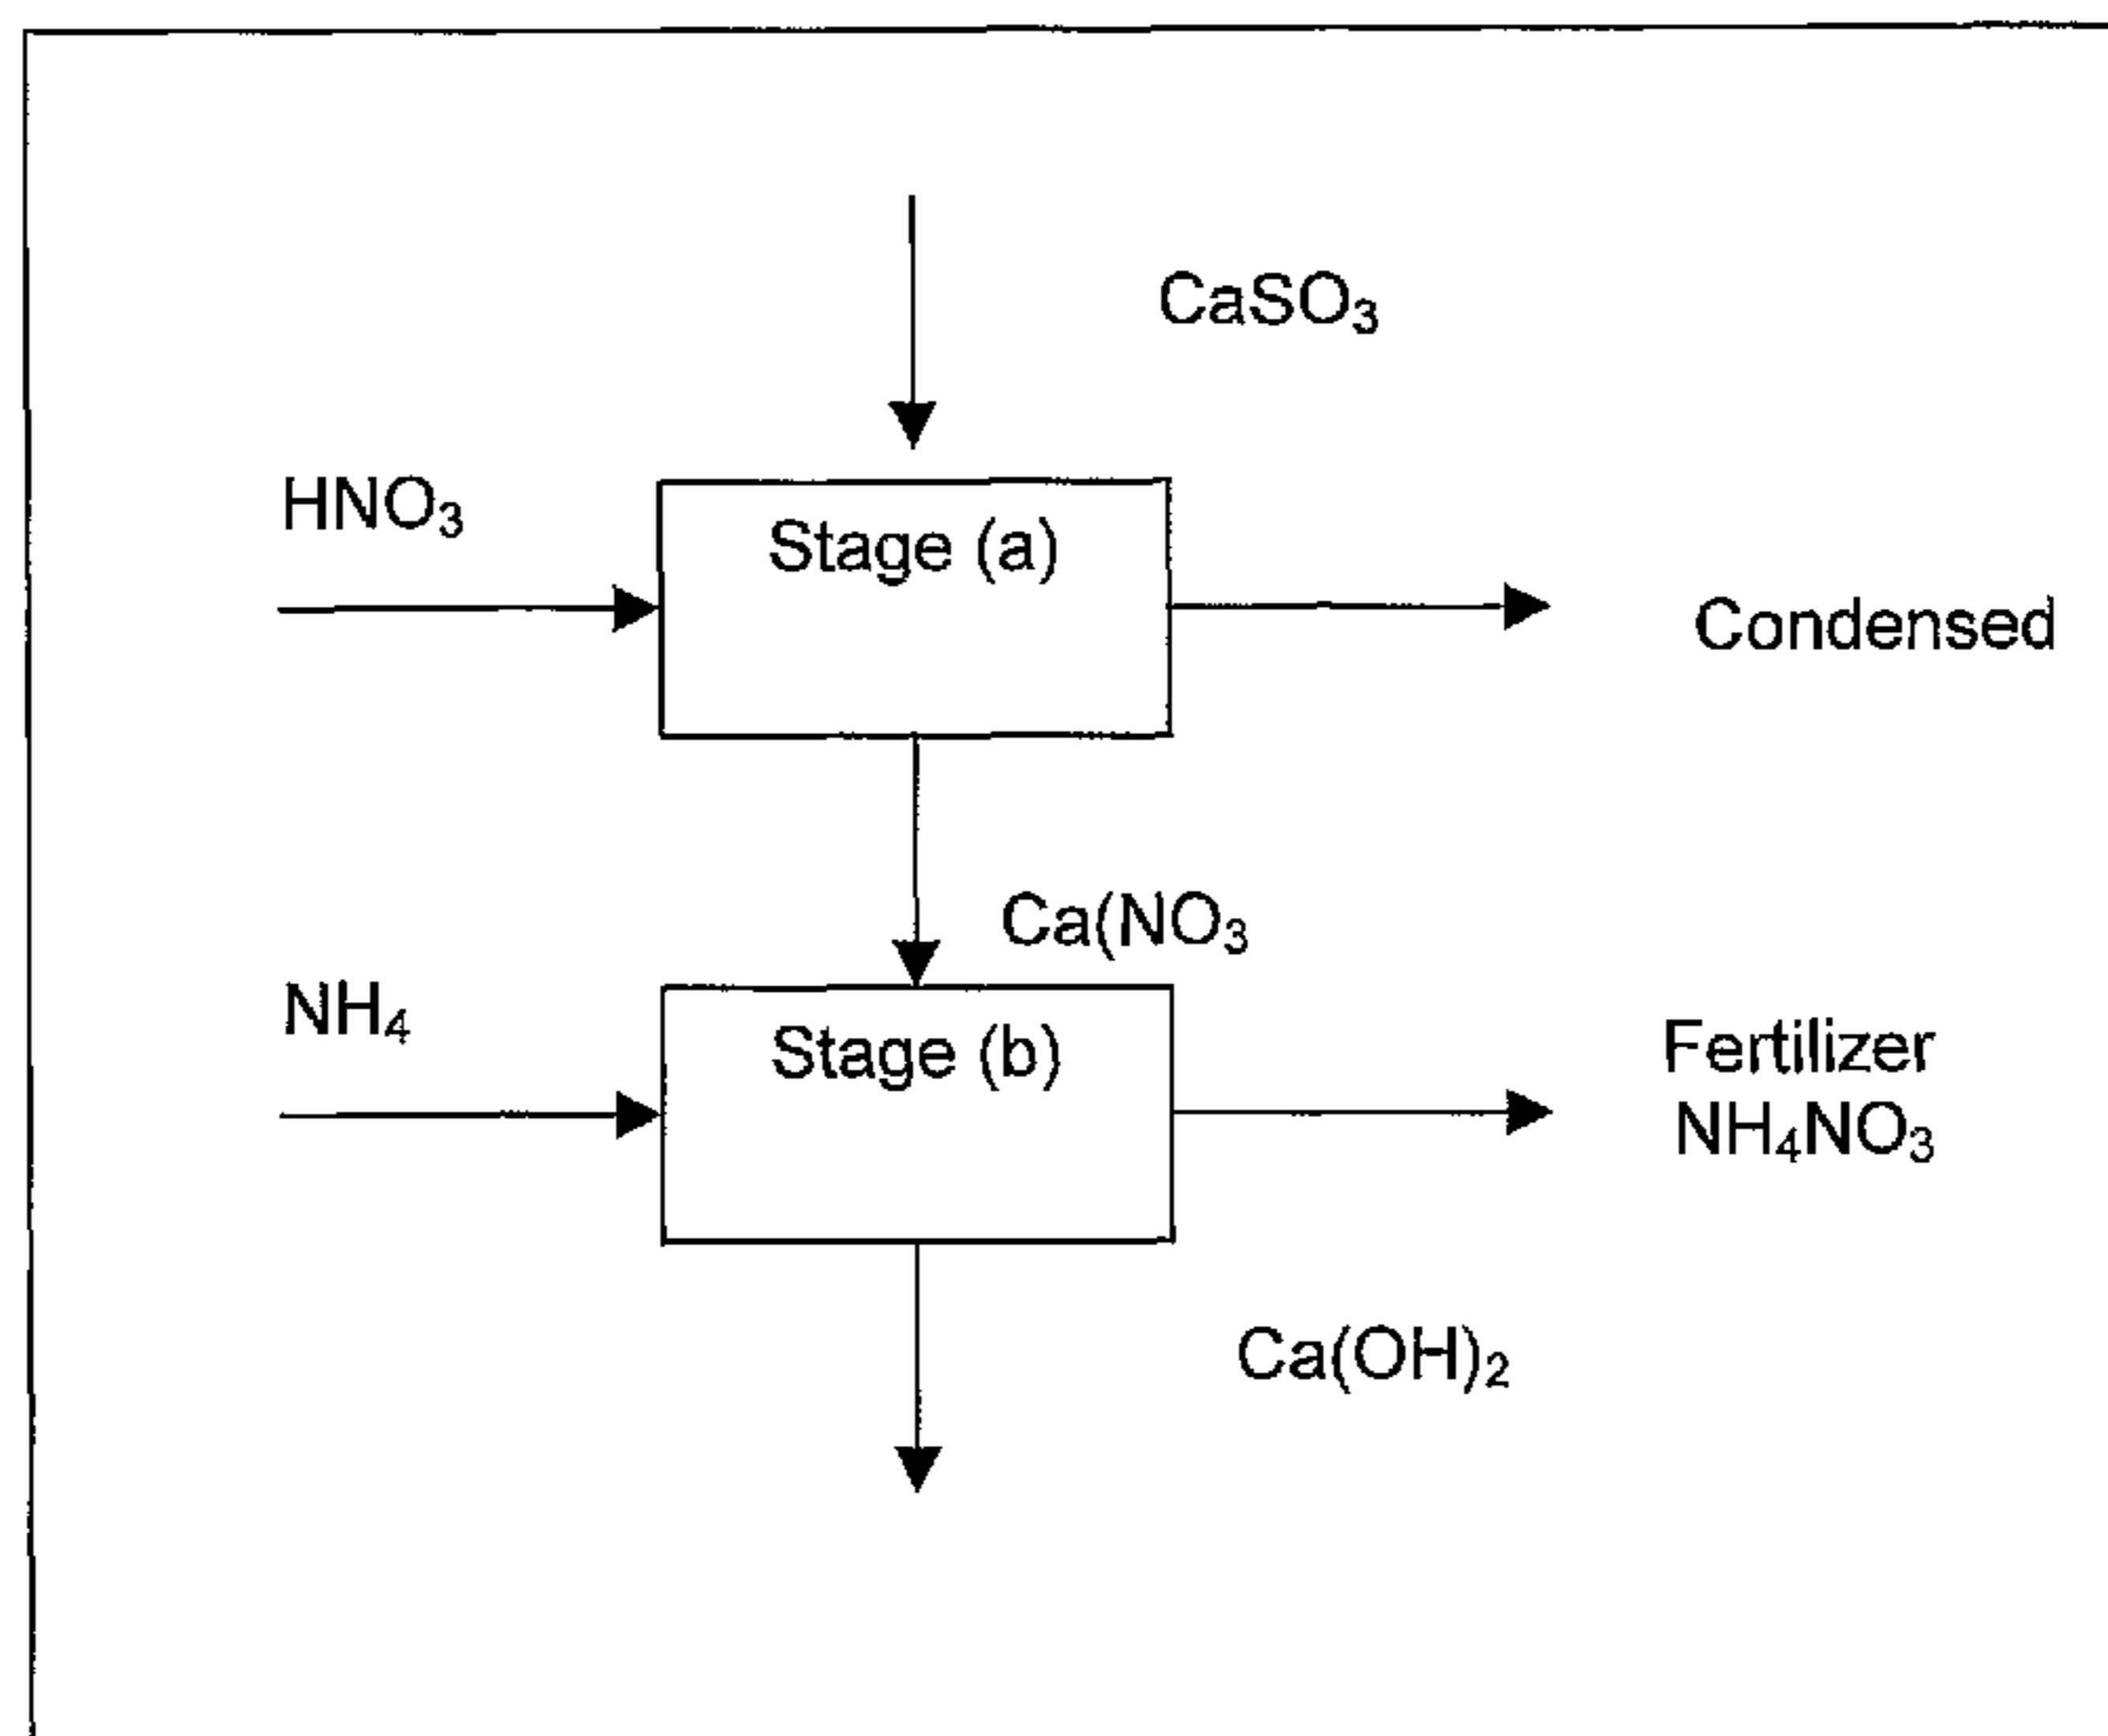 CaSO₃
HNO₃
Stage (a)
Condensed
Ca(NO₃
NH₄
Stage (b)
Fertilizer
NH₄NO₃
Ca(OH)₂